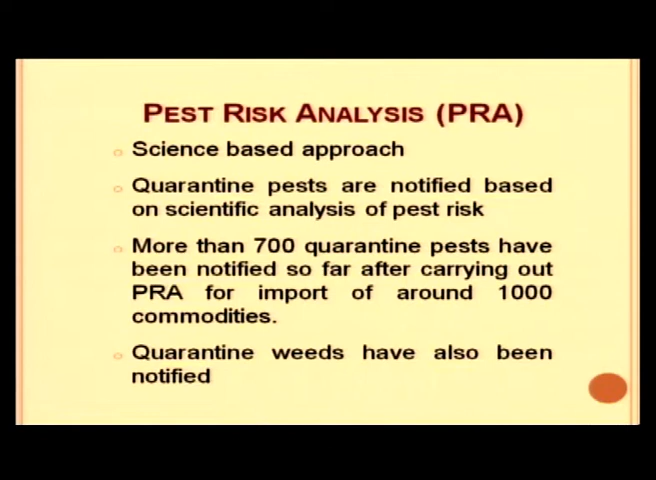 PEST RISK ANALYSIS (PRA)
Science based approach
Quarantine pests are notified based
on scientific analysis of pest risk
More than 700 quarantine pests have
been notified so far after carrying out
PRA for import of around 1000
commodities.
Quarantine weeds have also been
notified